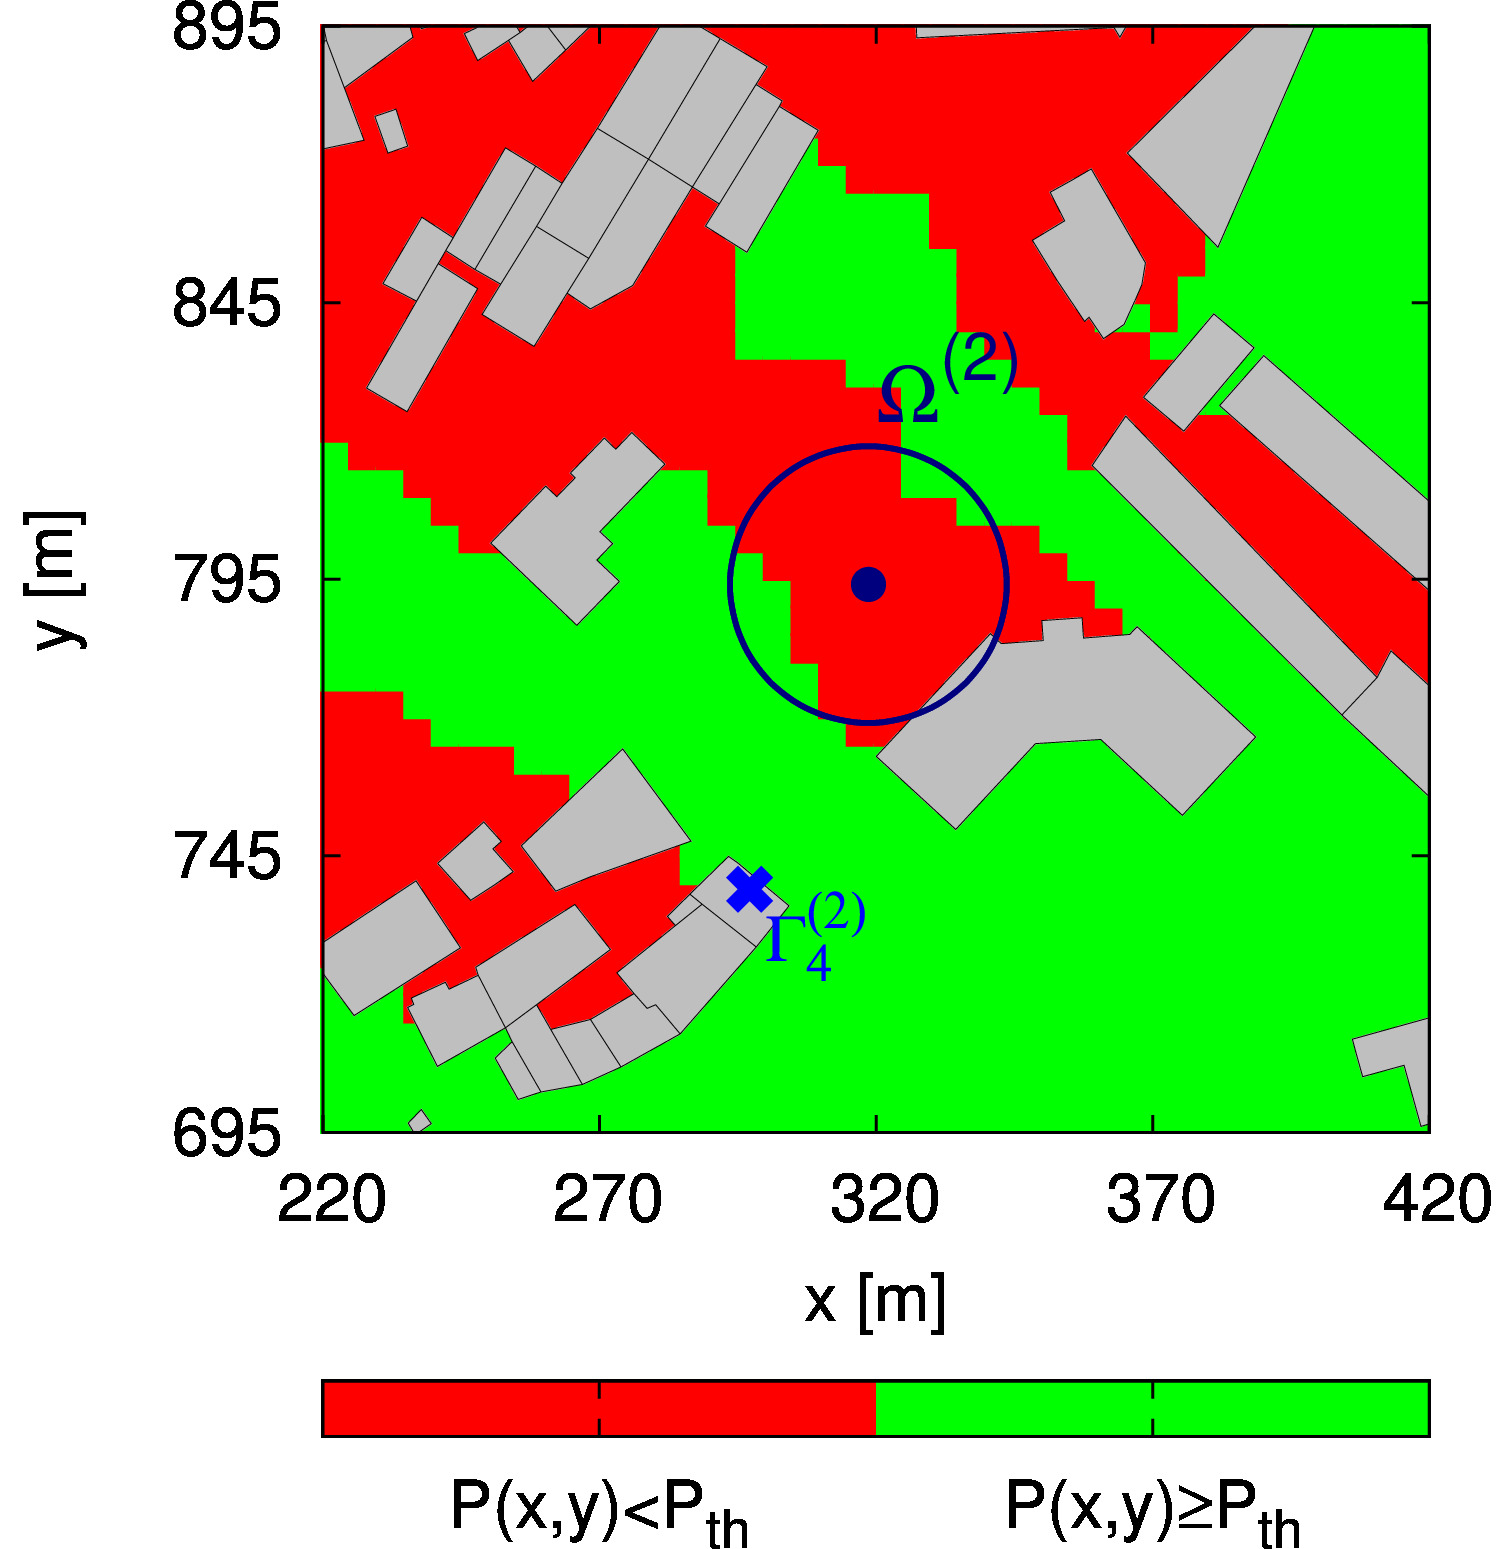 895
845
795
745
695
y [m]
Ω(2)
Γ4(2)
220 270 320 370 420
x [m]
P(x,y)<Pth P(x,y)≥Pth